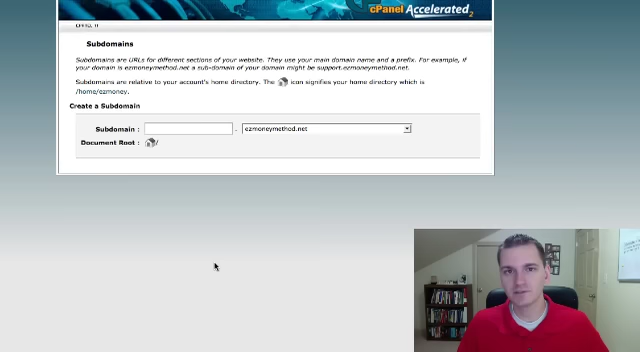 cPanel Accelerated2
Subdomains
Subdomains are URLs for different sections of your website. They use your main domain name and a prefix. For example, if
your domain is ezmoneymethod.net a sub-domain of your domain might be support.ezmoneymethod.net.
Subdomains are relative to your account's home directory. The icon signifies your home directory which is
/home/ezmoney.
Create a Subdomain
Subdomain : . ezmoneymethod.net
Document Root : /